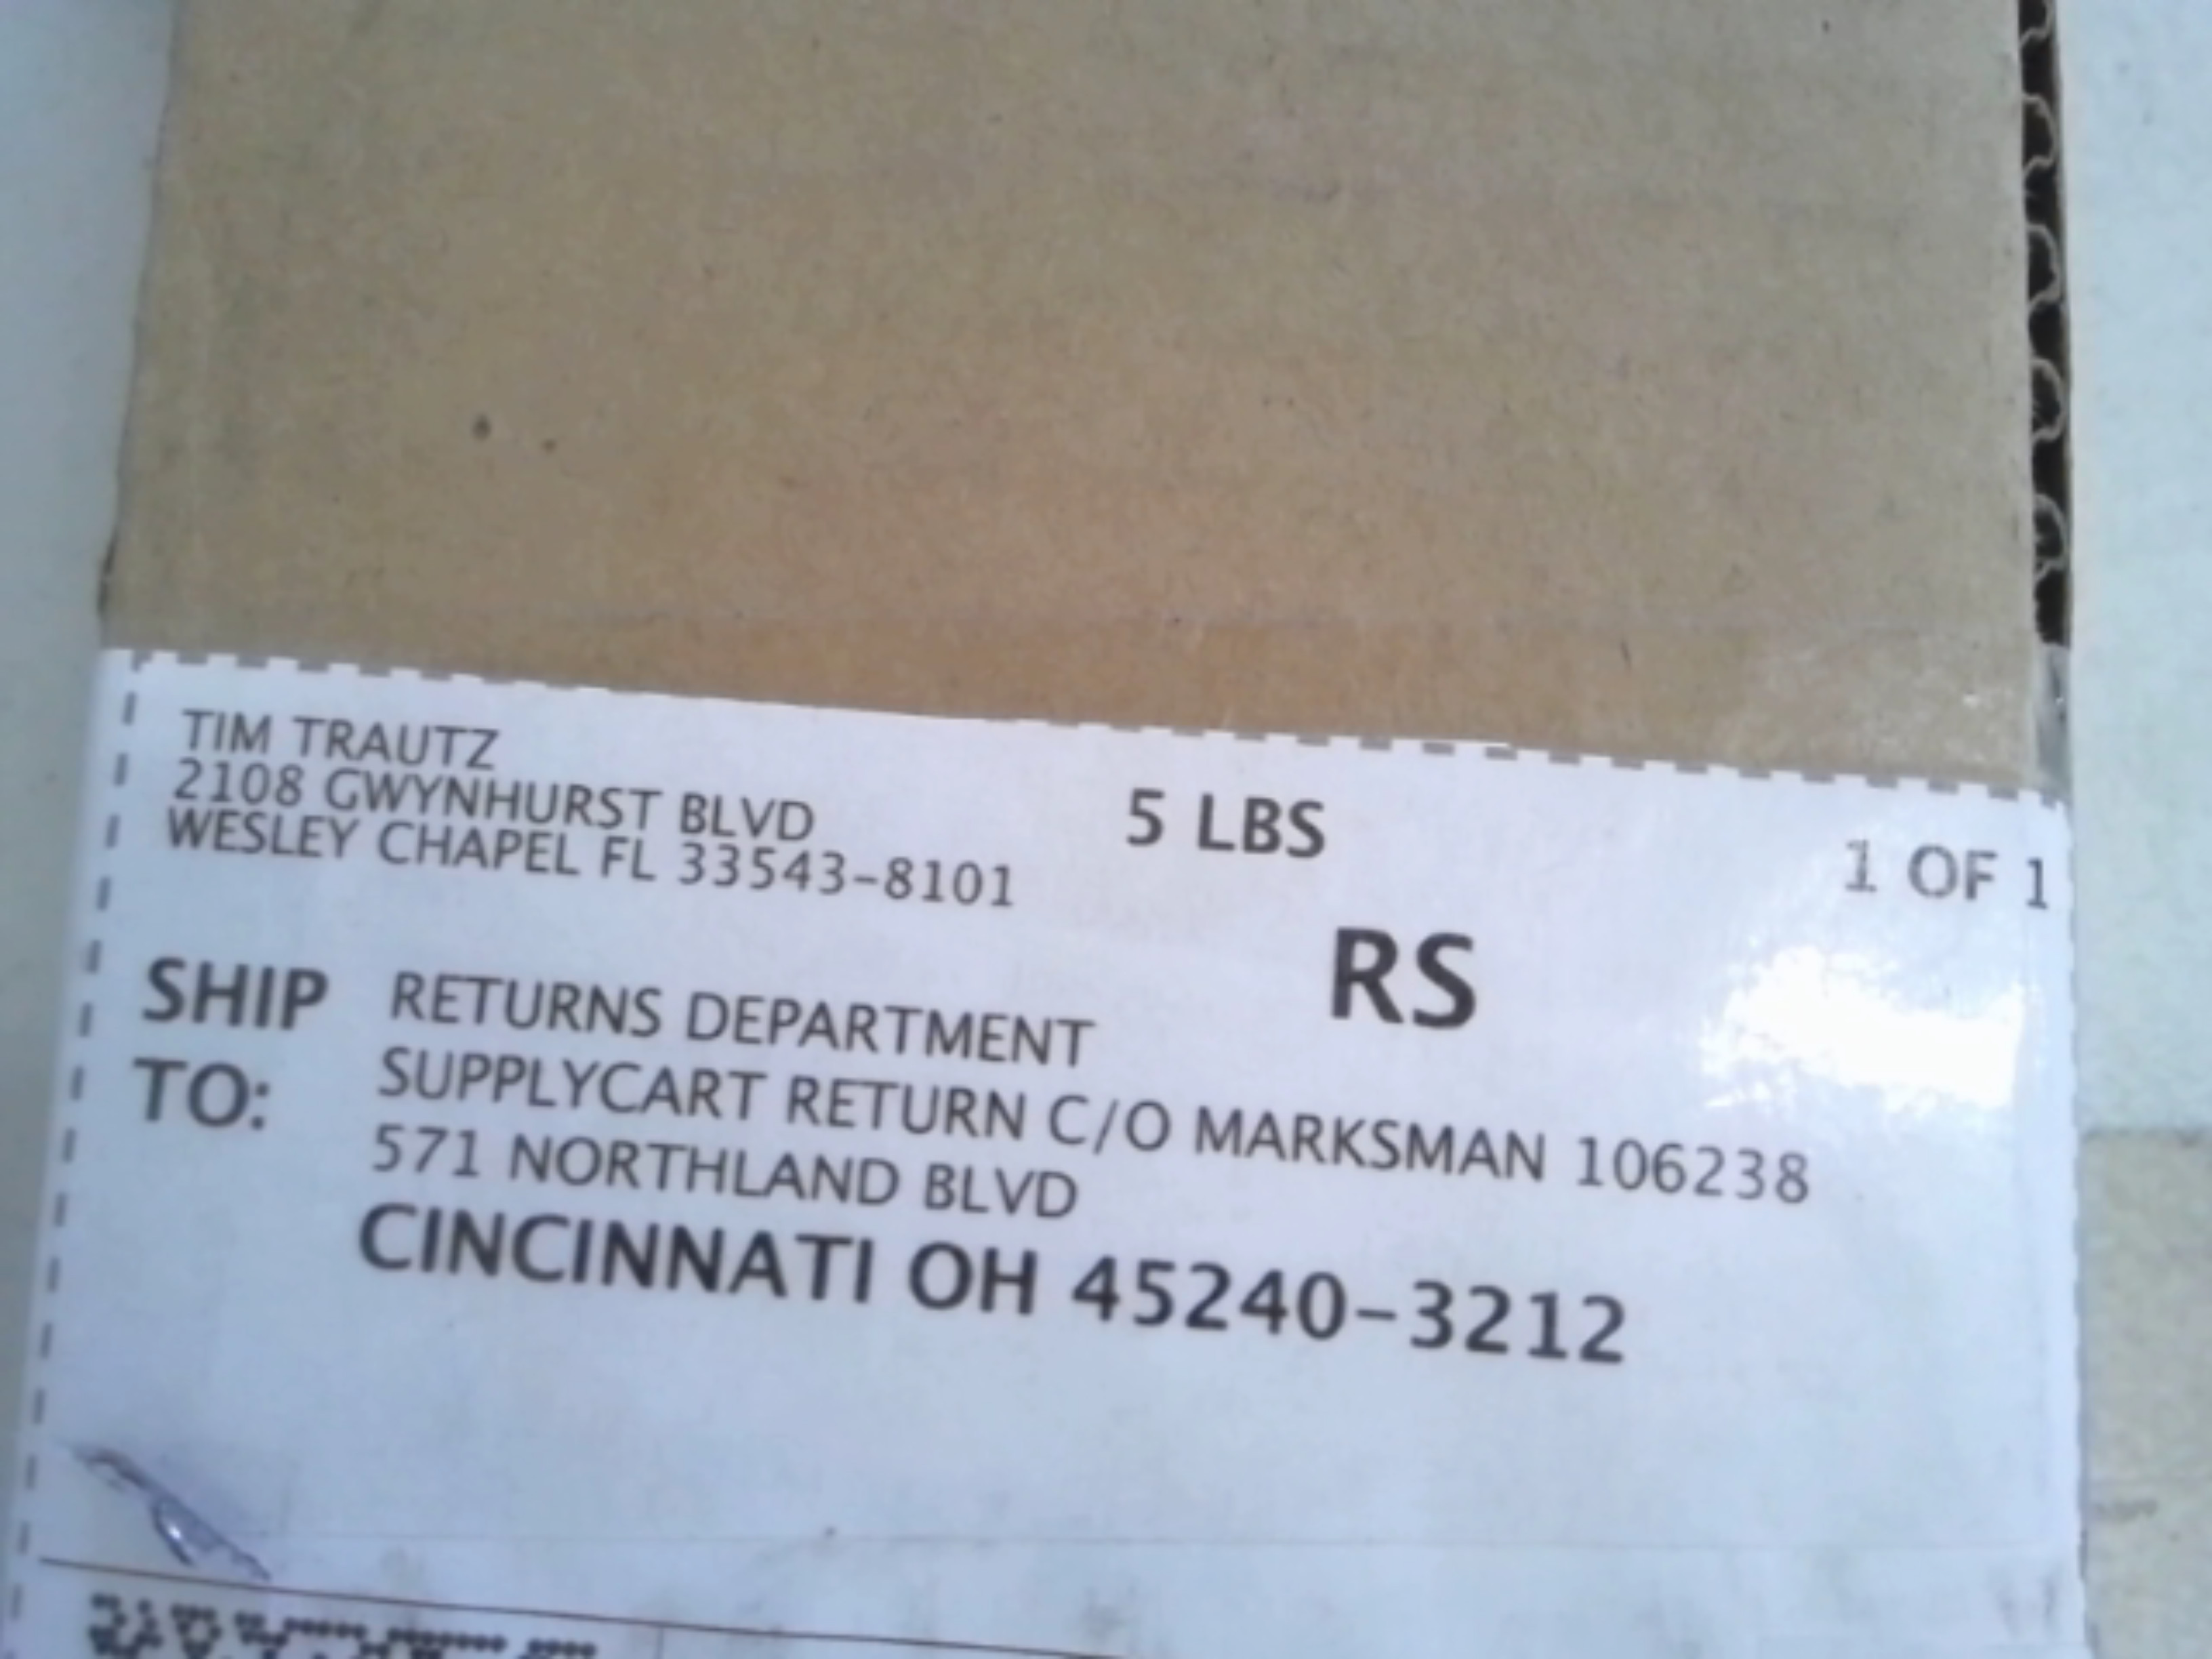 TIM TRAUTZ
2108 GWYNHURST BLVD
WESLEY CHAPEL FL 33543-8101
5 LBS
1 OF 1
RS
SHIP TO:
RETURNS DEPARTMENT
SUPPLYCART RETURN C/O MARKSMAN 106238
571 NORTHLAND BLVD
CINCINNATI OH 45240-3212